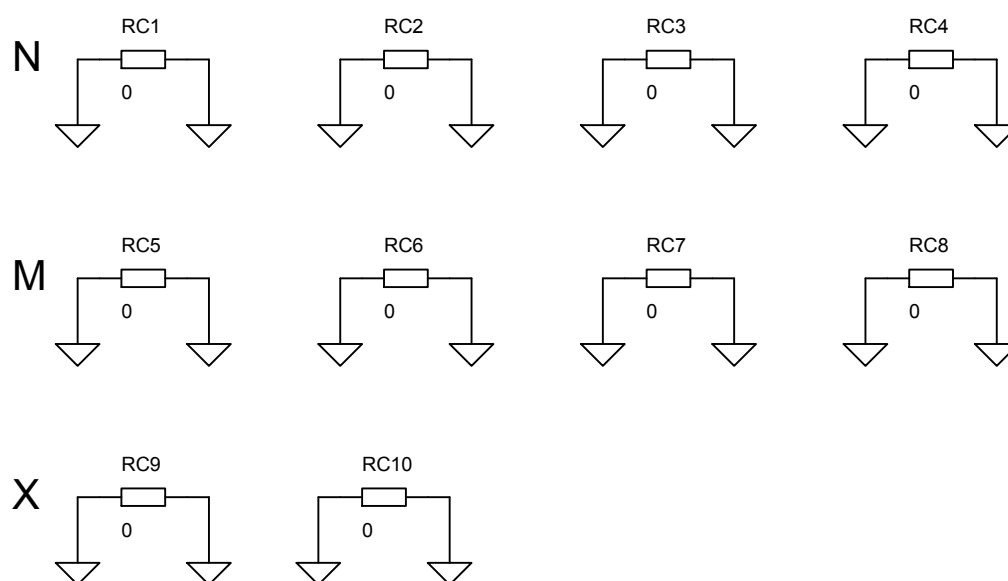 RC1 RC2 RC3 RC4
N
0 0 0 0
RC5 RC6 RC7 RC8
M
0 0 0 0
RC9 RC10
X
0 0